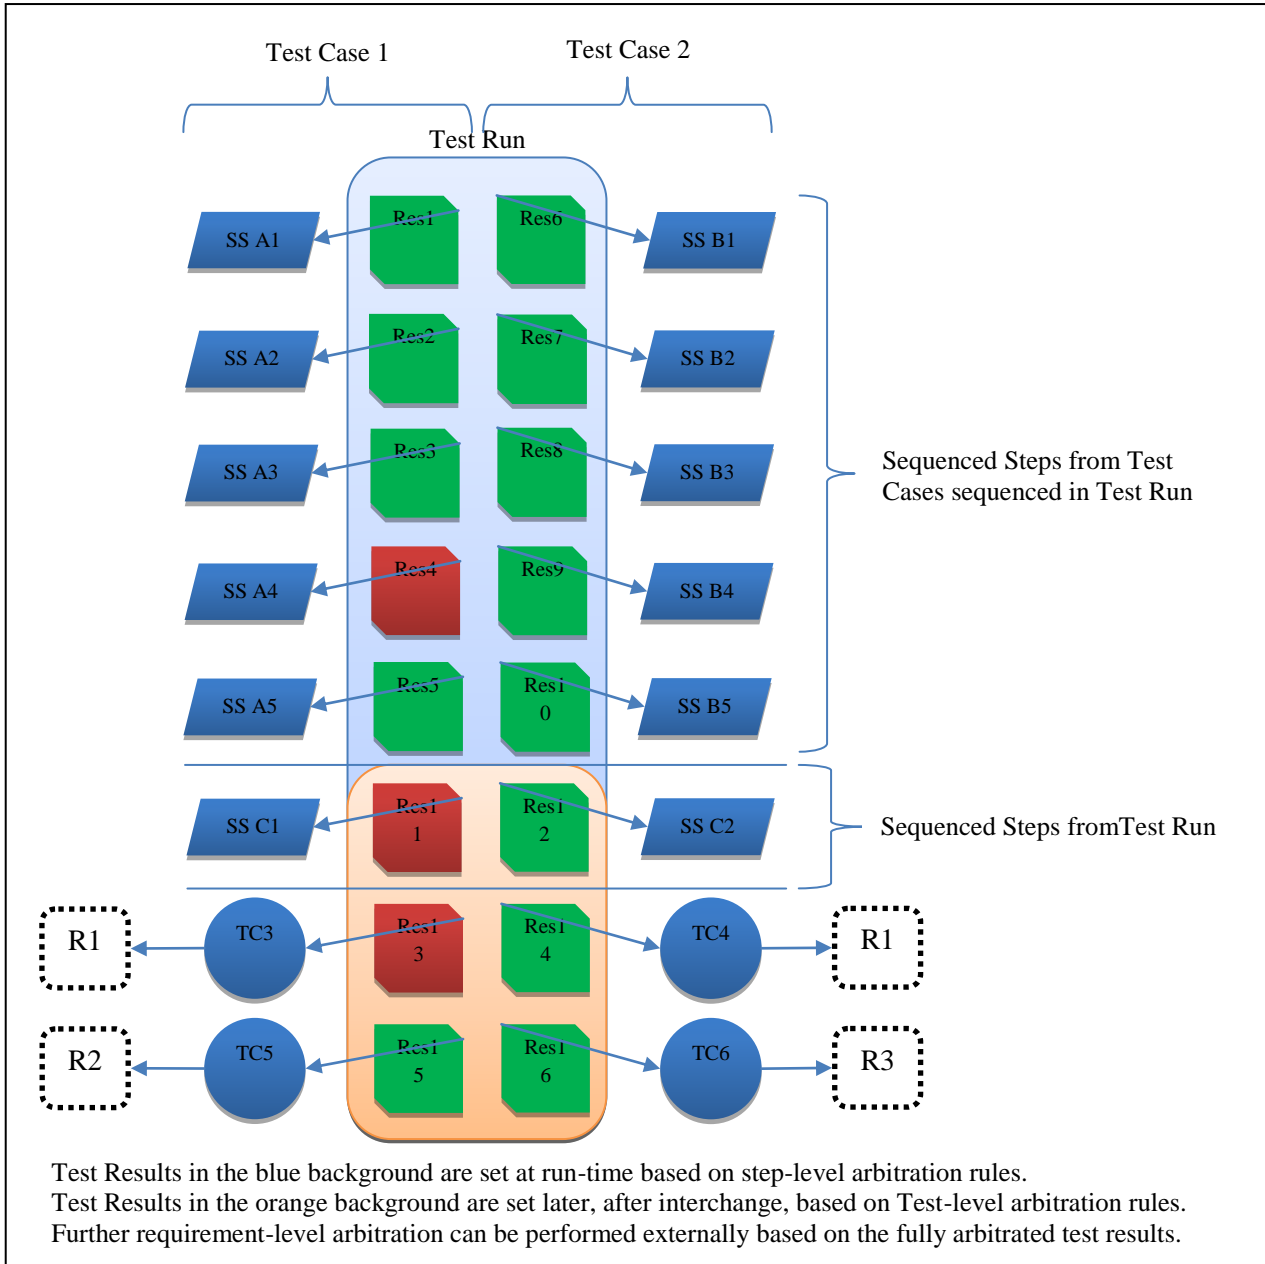 Test Case 1
Test Case 2
Test Run
SS A1
Res1
Res6
SS B1
SS A2
Res2
Res7
SS B2
SS A3
Res3
Res8
SS B3
Sequenced Steps from Test
Cases sequenced in Test Run
SS A4
Res4
Res9
SS B4
SS A5
Res5
Res1
0
SS B5
SS C1
Res1
1
Res1
2
SS C2
Sequenced Steps fromTest Run
R1
TC3
Res1
3
Res1
4
TC4
R1
R2
TC5
Res1
5
Res1
6
TC6
R3
Test Results in the blue background are set at run-time based on step-level arbitration rules.
Test Results in the orange background are set later, after interchange, based on Test-level arbitration rules.
Further requirement-level arbitration can be performed externally based on the fully arbitrated test results.